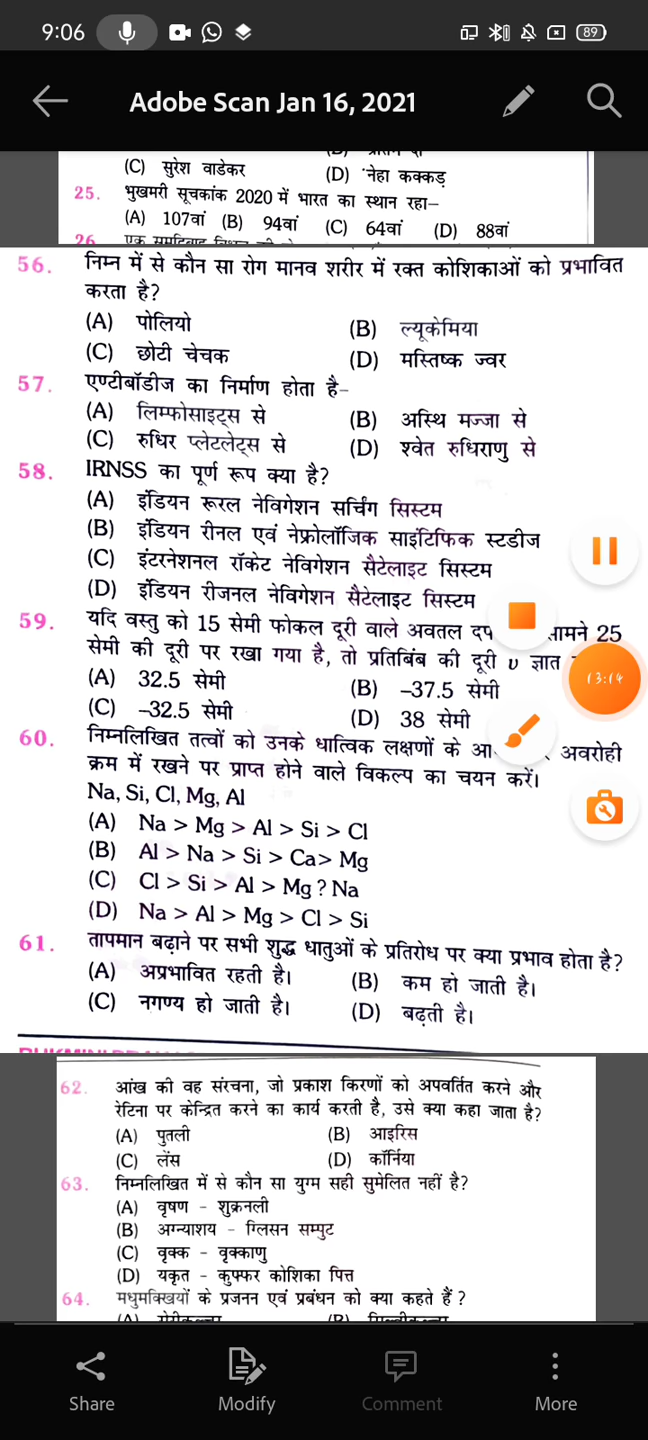 9:06
89
Adobe Scan Jan 16, 2021
(C) सुरेश वाडेकर (D) नेहा कक्कड़
25. भुखमरी सूचकांक 2020 में भारत का स्थान रहा–
(A) 107वां (B) 94वां (C) 64वां (D) 88वां
26
56. निम्न में से कौन सा रोग मानव शरीर में रक्त कोशिकाओं को प्रभावित
करता है?
(A) पोलियो (B) ल्यूकेमिया
(C) छोटी चेचक (D) मस्तिष्क ज्वर
57. एण्टीबॉडीज का निर्माण होता है–
(A) लिम्फोसाइट्स से (B) अस्थि मज्जा से
(C) रुधिर प्लेटलेट्स से (D) श्वेत रुधिराणु से
58. IRNSS का पूर्ण रूप क्या है?
(A) इंडियन रूरल नेविगेशन सर्चिंग सिस्टम
(B) इंडियन रीनल एवं नेफ्रोलॉजिक साइंटिफिक स्टडीज
(C) इंटरनेशनल रॉकेट नेविगेशन सैटेलाइट सिस्टम
(D) इंडियन रीजनल नेविगेशन सैटेलाइट सिस्टम
59. यदि वस्तु को 15 सेमी फोकल दूरी वाले अवतल सामने 25
सेमी की दूरी पर रखा गया है, तो प्रतिबिंब की दूरी υ ज्ञात
13:14
(A) 32.5 सेमी (B) –37.5 सेमी
(C) –32.5 सेमी (D) 38 सेमी
60. निम्नलिखित तत्वों को उनके धात्विक लक्षणों के अवरोही
क्रम में रखने पर प्राप्त होने वाले विकल्प का चयन करें।
Na, Si, Cl, Mg, Al
(A) Na > Mg > Al > Si > Cl
(B) Al > Na > Si > Ca> Mg
(C) Cl > Si > Al > Mg ? Na
(D) Na > Al > Mg > Cl > Si
61. तापमान बढ़ाने पर सभी शुद्ध धातुओं के प्रतिरोध पर क्या प्रभाव होता है?
(A) अप्रभावित रहती है। (B) कम हो जाती है।
(C) नगण्य हो जाती है। (D) बढ़ती है।
62. आंख की वह संरचना, जो प्रकाश किरणों को अपवर्तित करने और
रेटिना पर केन्द्रित करने का कार्य करती है, उसे क्या कहा जाता है?
(A) पुतली (B) आइरिस
(C) लेंस (D) कॉर्निया
63. निम्नलिखित में से कौन सा युग्म सही सुमेलित नहीं है?
(A) वृषण - शुक्रनली
(B) अग्न्याशय - ग्लिसन सम्पुट
(C) वृक्क - वृक्काणु
(D) यकृत - कुफ्फर कोशिका पित्त
64. मधुमक्खियों के प्रजनन एवं प्रबंधन को क्या कहते हैं ?
Share Modify Comment More